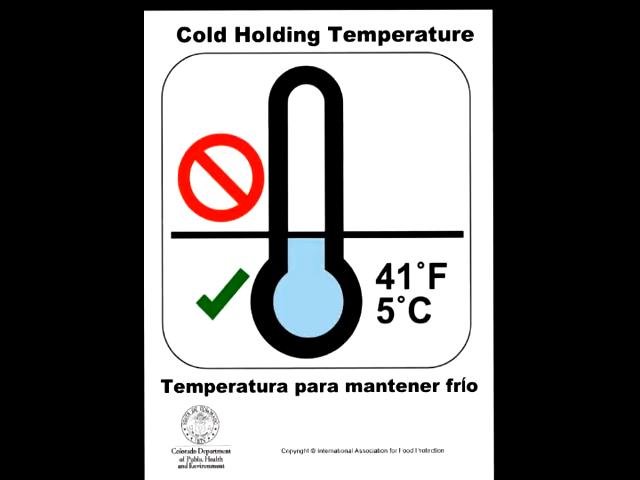 Cold Holding Temperature
41°F
5°C
Temperatura para mantener frío
Colorado Department
of Public Health
and Environment
Copyright © International Association for Food Protection